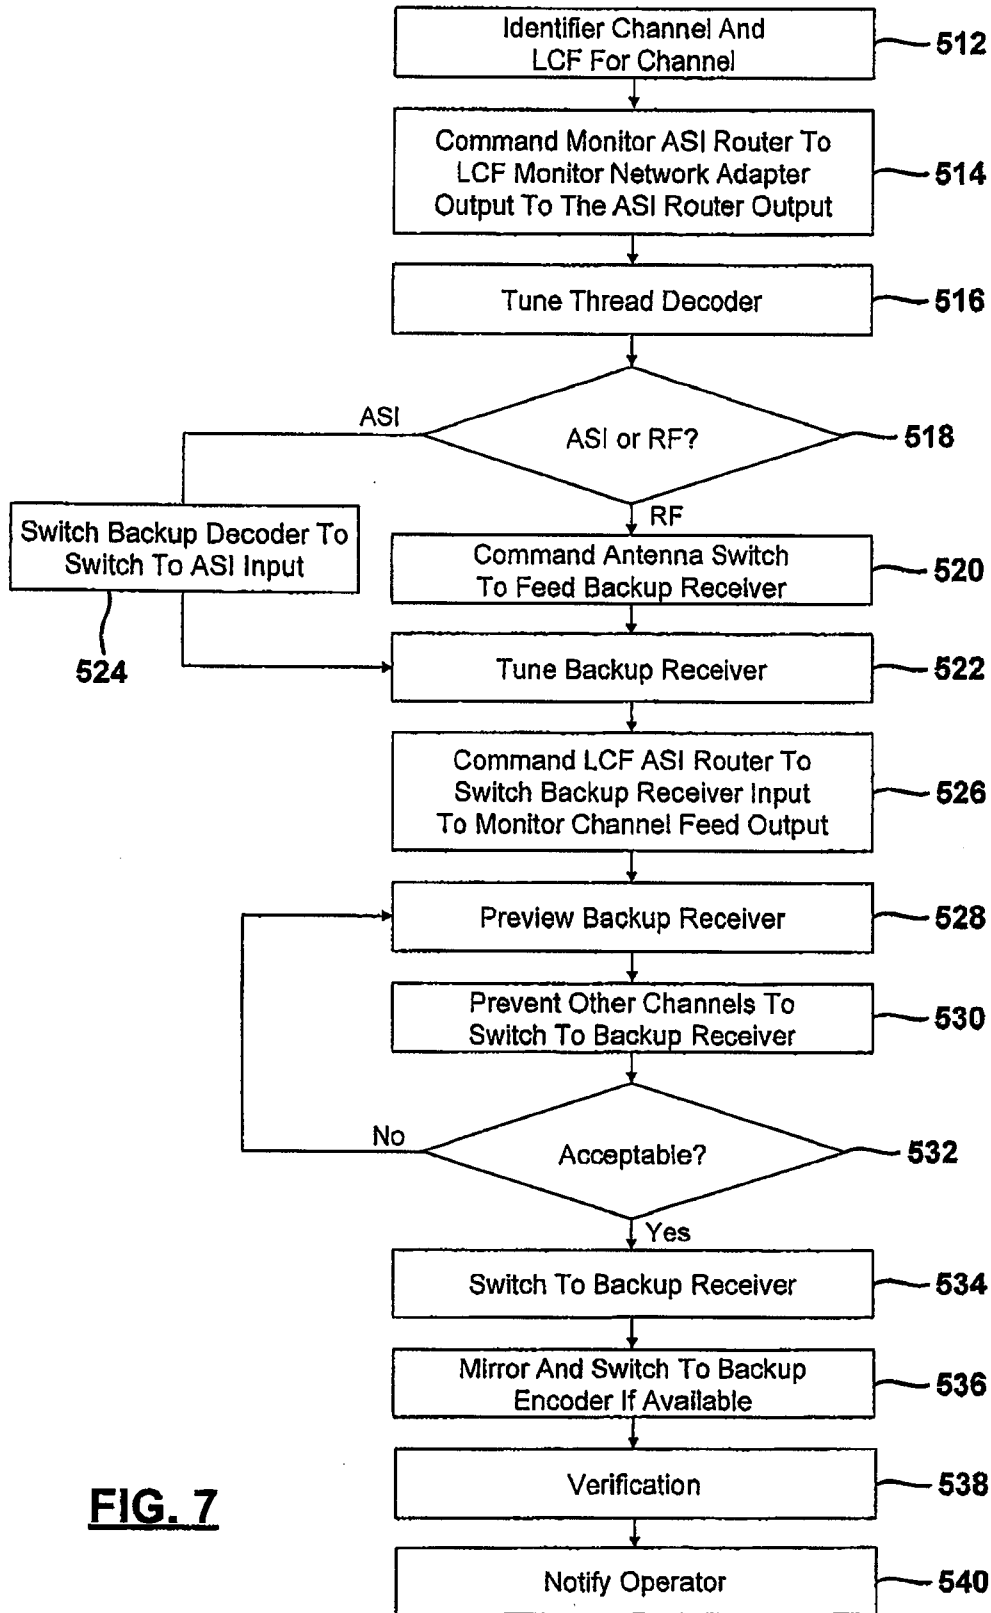 Identifier Channel And
LCF For Channel
512
Command Monitor ASI Router To
LCF Monitor Network Adapter
Output To The ASI Router Output
514
Tune Thread Decoder
516
ASI or RF?
518
ASI
RF
Switch Backup Decoder To
Switch To ASI Input
524
Command Antenna Switch
To Feed Backup Receiver
520
Tune Backup Receiver
522
Command LCF ASI Router To
Switch Backup Receiver Input
To Monitor Channel Feed Output
526
Preview Backup Receiver
528
Prevent Other Channels To
Switch To Backup Receiver
530
Acceptable?
532
No
Yes
Switch To Backup Receiver
534
Mirror And Switch To Backup
Encoder If Available
536
Verification
538
Notify Operator
540
FIG. 7